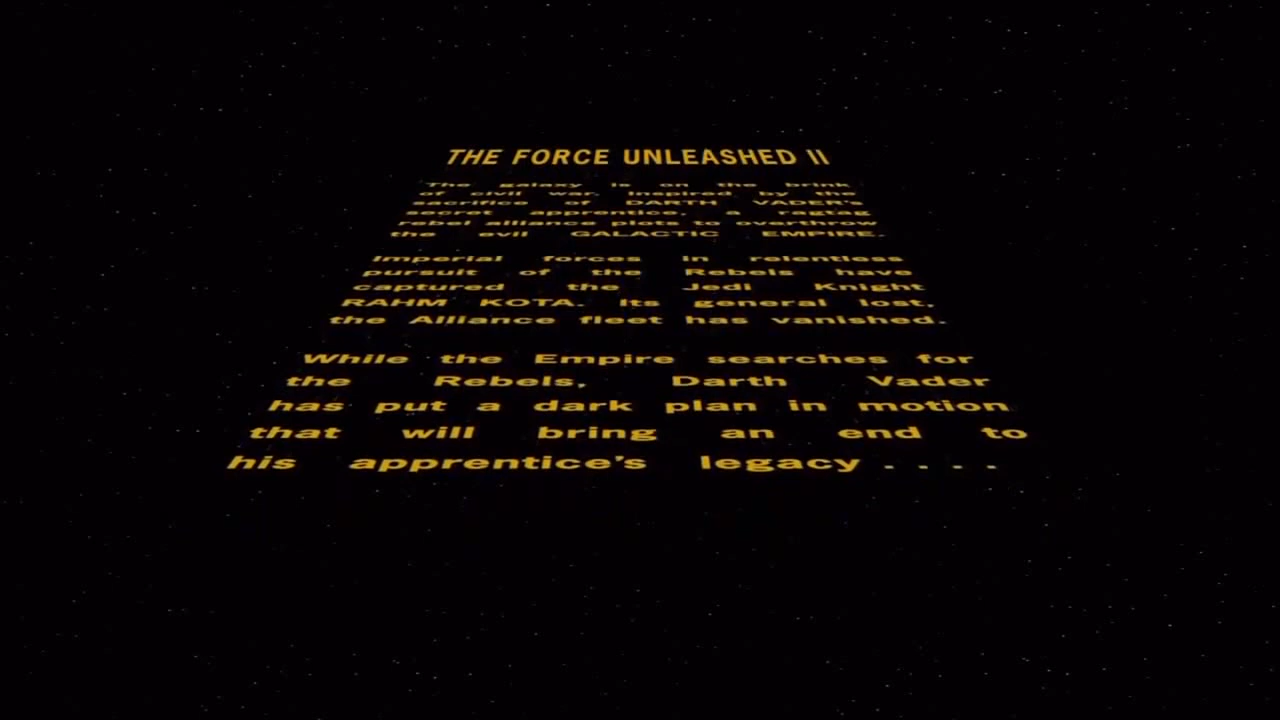 THE FORCE UNLEASHED II
The galaxy is on the brink
of civil war. Inspired by the
sacrifice of DARTH VADER's
secret apprentice, a ragtag
rebel alliance plots to overthrow
the evil GALACTIC EMPIRE.
Imperial forces in relentless
pursuit of the Rebels have
captured the Jedi Knight
RAHM KOTA. Its general lost,
the Alliance fleet has vanished.
While the Empire searches for
the Rebels, Darth Vader
has put a dark plan in motion
that will bring an end to
his apprentice's legacy . . . .